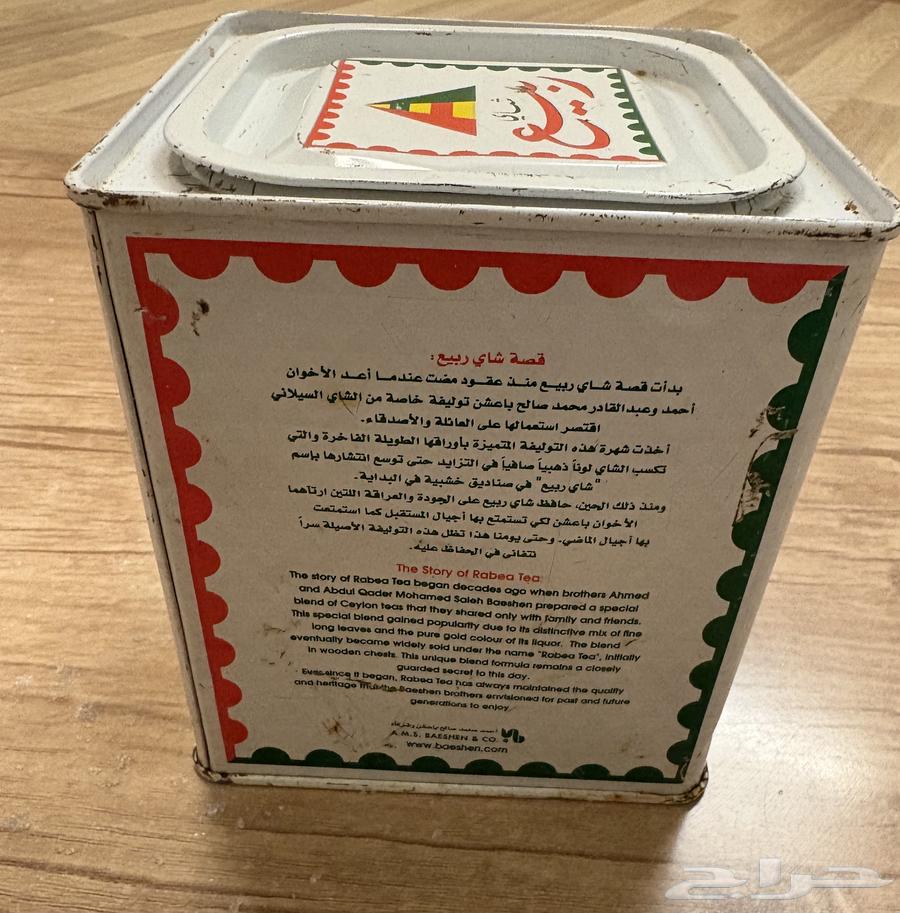 شاي
ربيع
قصة شاي ربيع:
بدأت قصة شاي ربيع منذ عقود مضت عندما أعد الأخوان
أحمد وعبدالقادر محمد صالح باعشن توليفة خاصة من الشاي السيلاني
اقتصر استعمالها على العائلة والأصدقاء.
أخذت شهرة هذه التوليفة المتميزة بأوراقها الطويلة الفاخرة والتي
تكسب الشاي لوناً ذهبياً صافياً في التزايد حتى توسع انتشارها بإسم
"شاي ربيع" في صناديق خشبية في البداية.
ومنذ ذلك الحين، حافظ شاي ربيع على الجودة والعراقة اللتين ارتآهما
الأخوان باعشن لكي تستمتع بها أجيال المستقبل كما استمتعت
بها أجيال الماضي. وحتى يومنا هذا تظل هذه التوليفة الأصيلة سراً
نتفانى في الحفاظ عليه.
The Story of Rabea Tea
The story of Rabea Tea began decades ago when brothers Ahmed
and Abdul Qader Mohamed Saleh Baeshen prepared a special
blend of Ceylon teas that they shared only with family and friends.
This special blend gained popularity due to its distinctive mix of fine
long leaves and the pure gold colour of its liquor. The blend
eventually became widely sold under the name "Rabea Tea", initially
in wooden chests. This unique blend formula remains a closely
guarded secret to this day.
Ever since it began, Rabea Tea has always maintained the quality
and heritage that the Baeshen brothers envisioned for past and future
generations to enjoy
أحمد محمد صالح باعشن وشركاه
A.M.S. BAESHEN & CO.
www.baeshen.com
حراج